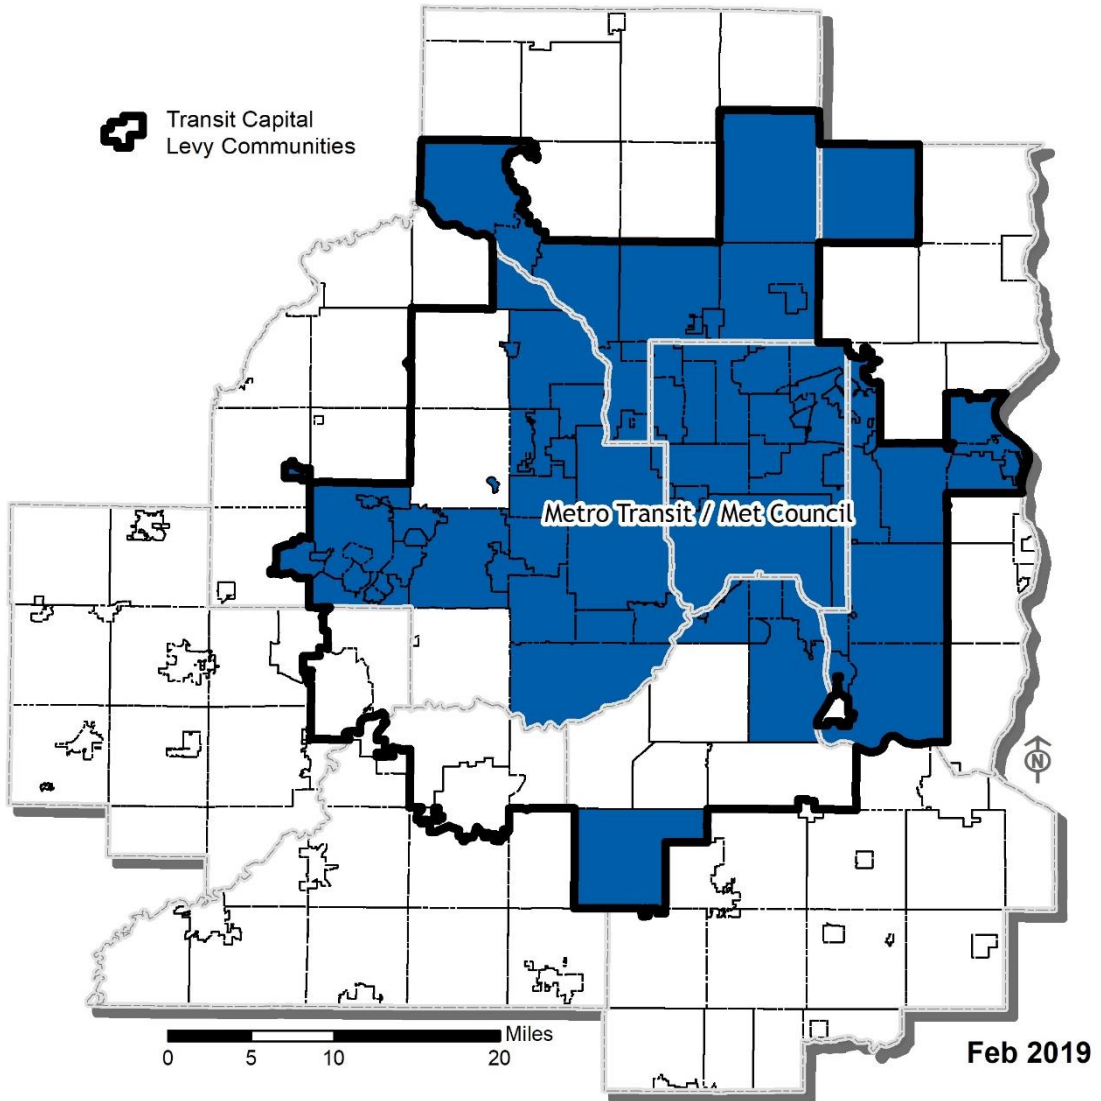 Transit Capital
Levy Communities
Metro Transit / Met Council
N
Miles
0 5 10 20
Feb 2019